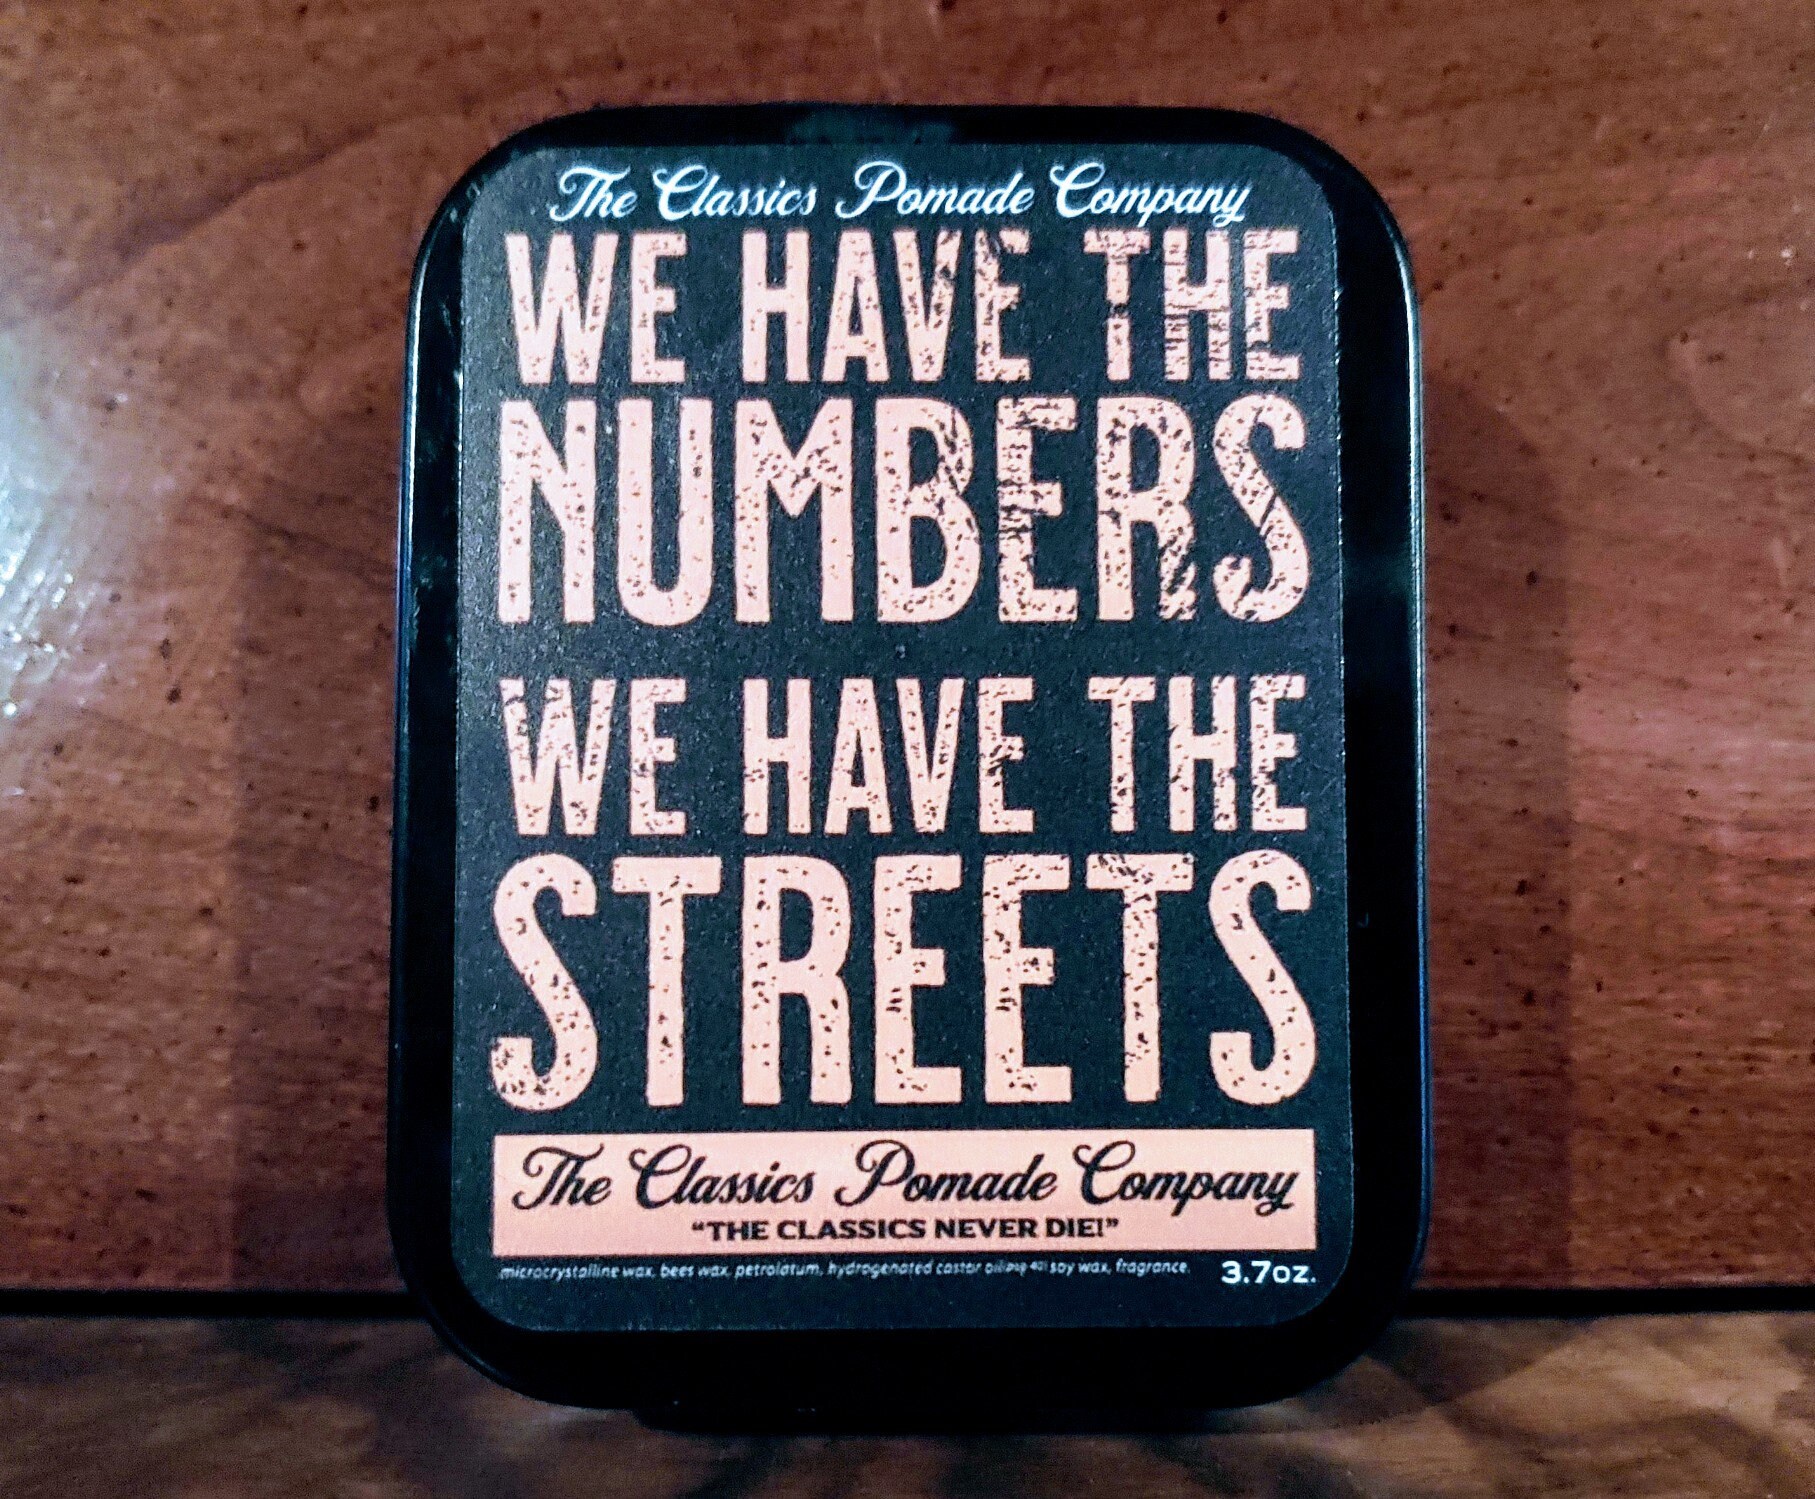 The Classics Pomade Company
WE HAVE THE
NUMBERS
WE HAVE THE
STREETS
The Classics Pomade Company
“THE CLASSICS NEVER DIE!”
microcrystalline wax, bees wax, petrolatum, hydrogenated castor oil, soy wax, fragrance. 3.7oz.